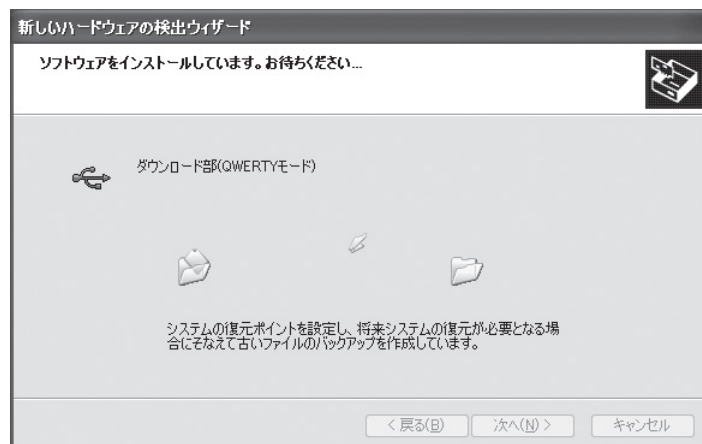 新しいハードウェアの検出ウィザード
ソフトウェアをインストールしています。お待ちください...
ダウンロード部(QWERTYモード)
システムの復元ポイントを設定し、将来システムの復元が必要となる場
合にそなえて古いファイルのバックアップを作成しています。
< 戻る(B)
次へ(N) >
キャンセル